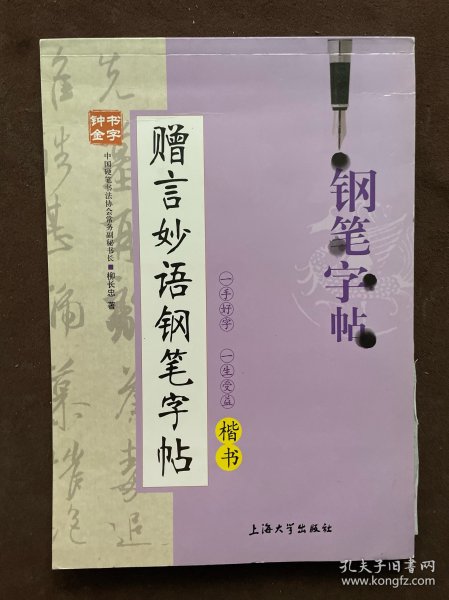 钟书
金字
中国硬笔书法协会常务副秘书长■柳长忠 著
赠言妙语钢笔字帖
一手好字 一生受益
楷书
钢笔字帖
上海大学出版社
孔夫子旧书网
www.kongfz.com